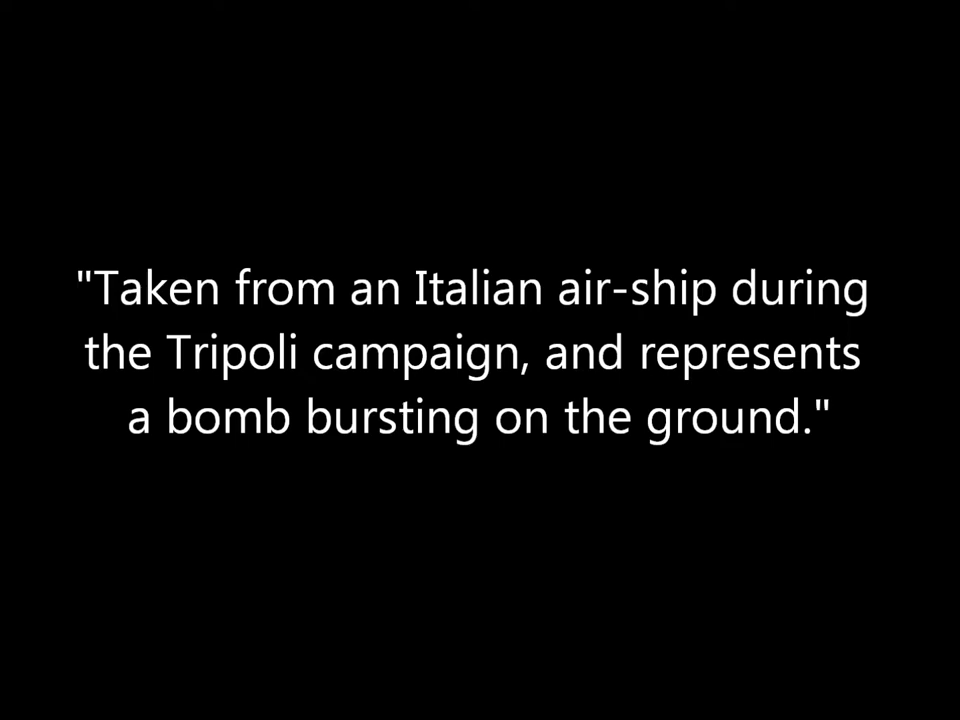 "Taken from an Italian air-ship during
the Tripoli campaign, and represents
a bomb bursting on the ground."